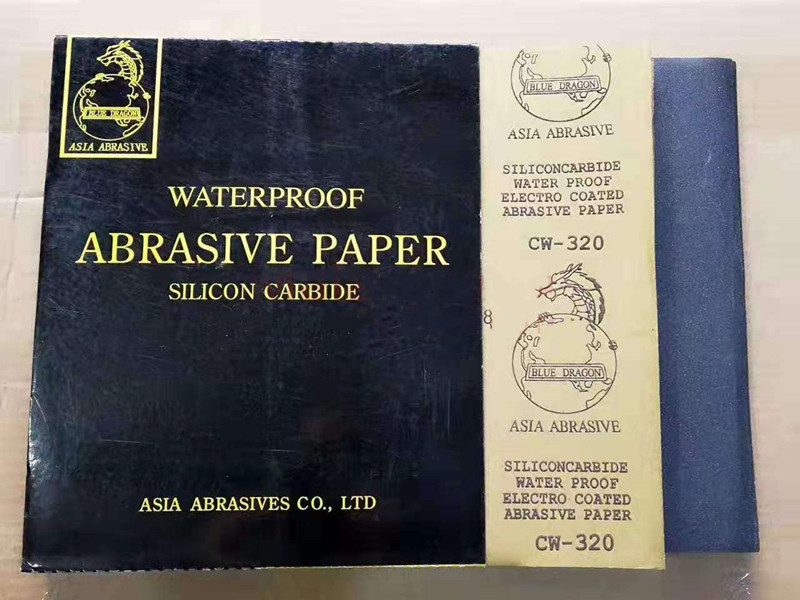 BLUE DRAGON
ASIA ABRASIVE
WATERPROOF
ABRASIVE PAPER
SILICON CARBIDE
ASIA ABRASIVES CO., LTD
BLUE DRAGON
ASIA ABRASIVE
SILICONCARBIDE
WATER PROOF
ELECTRO COATED
ABRASIVE PAPER
CW-320
8
BLUE DRAGON
ASIA ABRASIVE
SILICONCARBIDE
WATER PROOF
ELECTRO COATED
ABRASIVE PAPER
CW-320